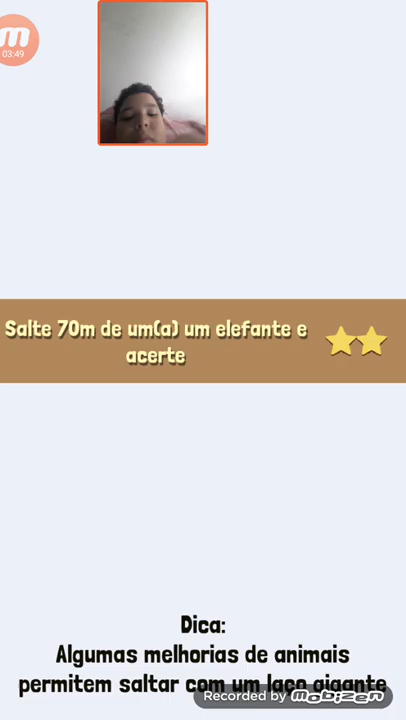 03:49
Salte 70m de um(a) um elefante e
acerte
Dica:
Algumas melhorias de animais
permitem saltar com um laço gigante
Recorded by mobizen